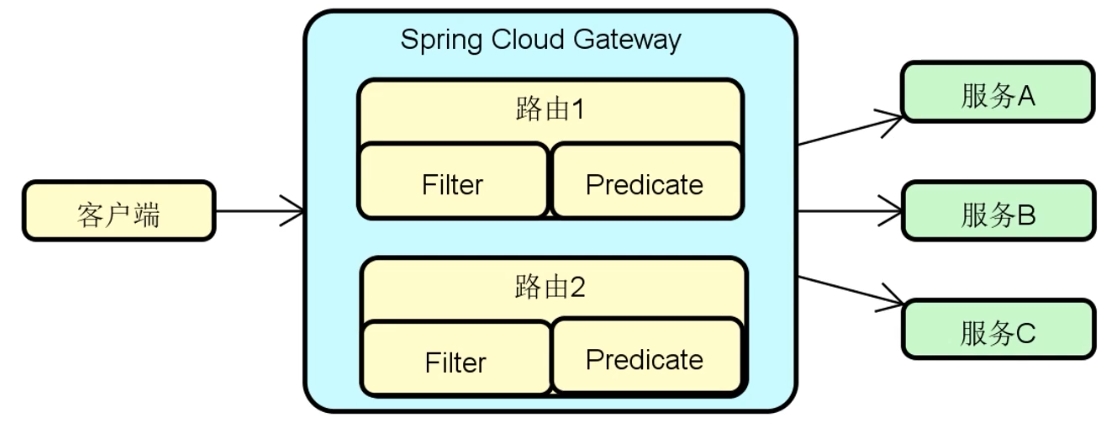 Spring Cloud Gateway
客户端
路由1
Filter
Predicate
路由2
Filter
Predicate
服务A
服务B
服务C